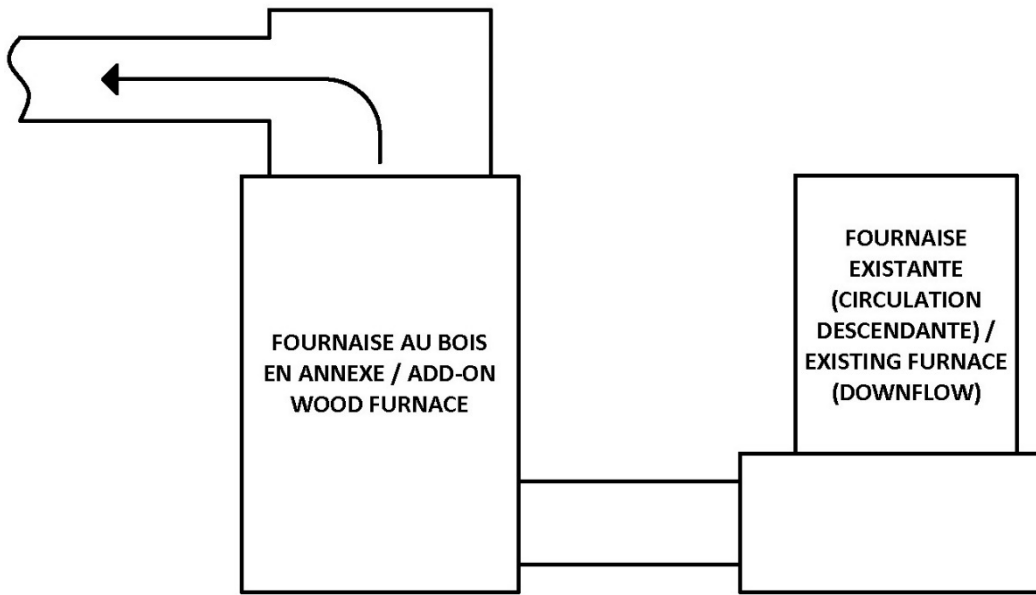 FOURNAISE AU BOIS
EN ANNEXE / ADD-ON
WOOD FURNACE
FOURNAISE
EXISTANTE
(CIRCULATION
DESCENDANTE) /
EXISTING FURNACE
(DOWNFLOW)